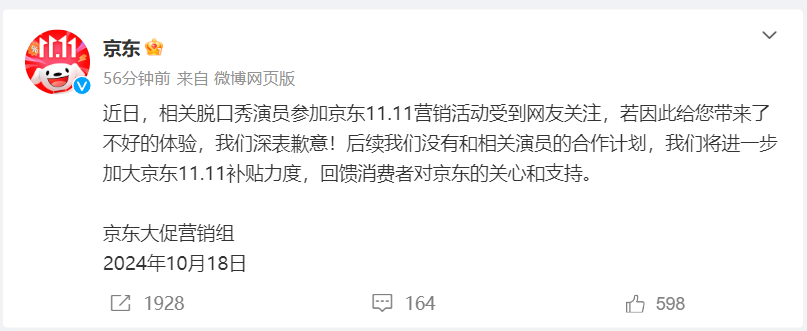 11.11
京东
56分钟前 来自 微博网页版
近日，相关脱口秀演员参加京东11.11营销活动受到网友关注，若因此给您带来了
不好的体验，我们深表歉意！后续我们没有和相关演员的合作计划，我们将进一步
加大京东11.11补贴力度，回馈消费者对京东的关心和支持。
京东大促营销组
2024年10月18日
1928 164 598